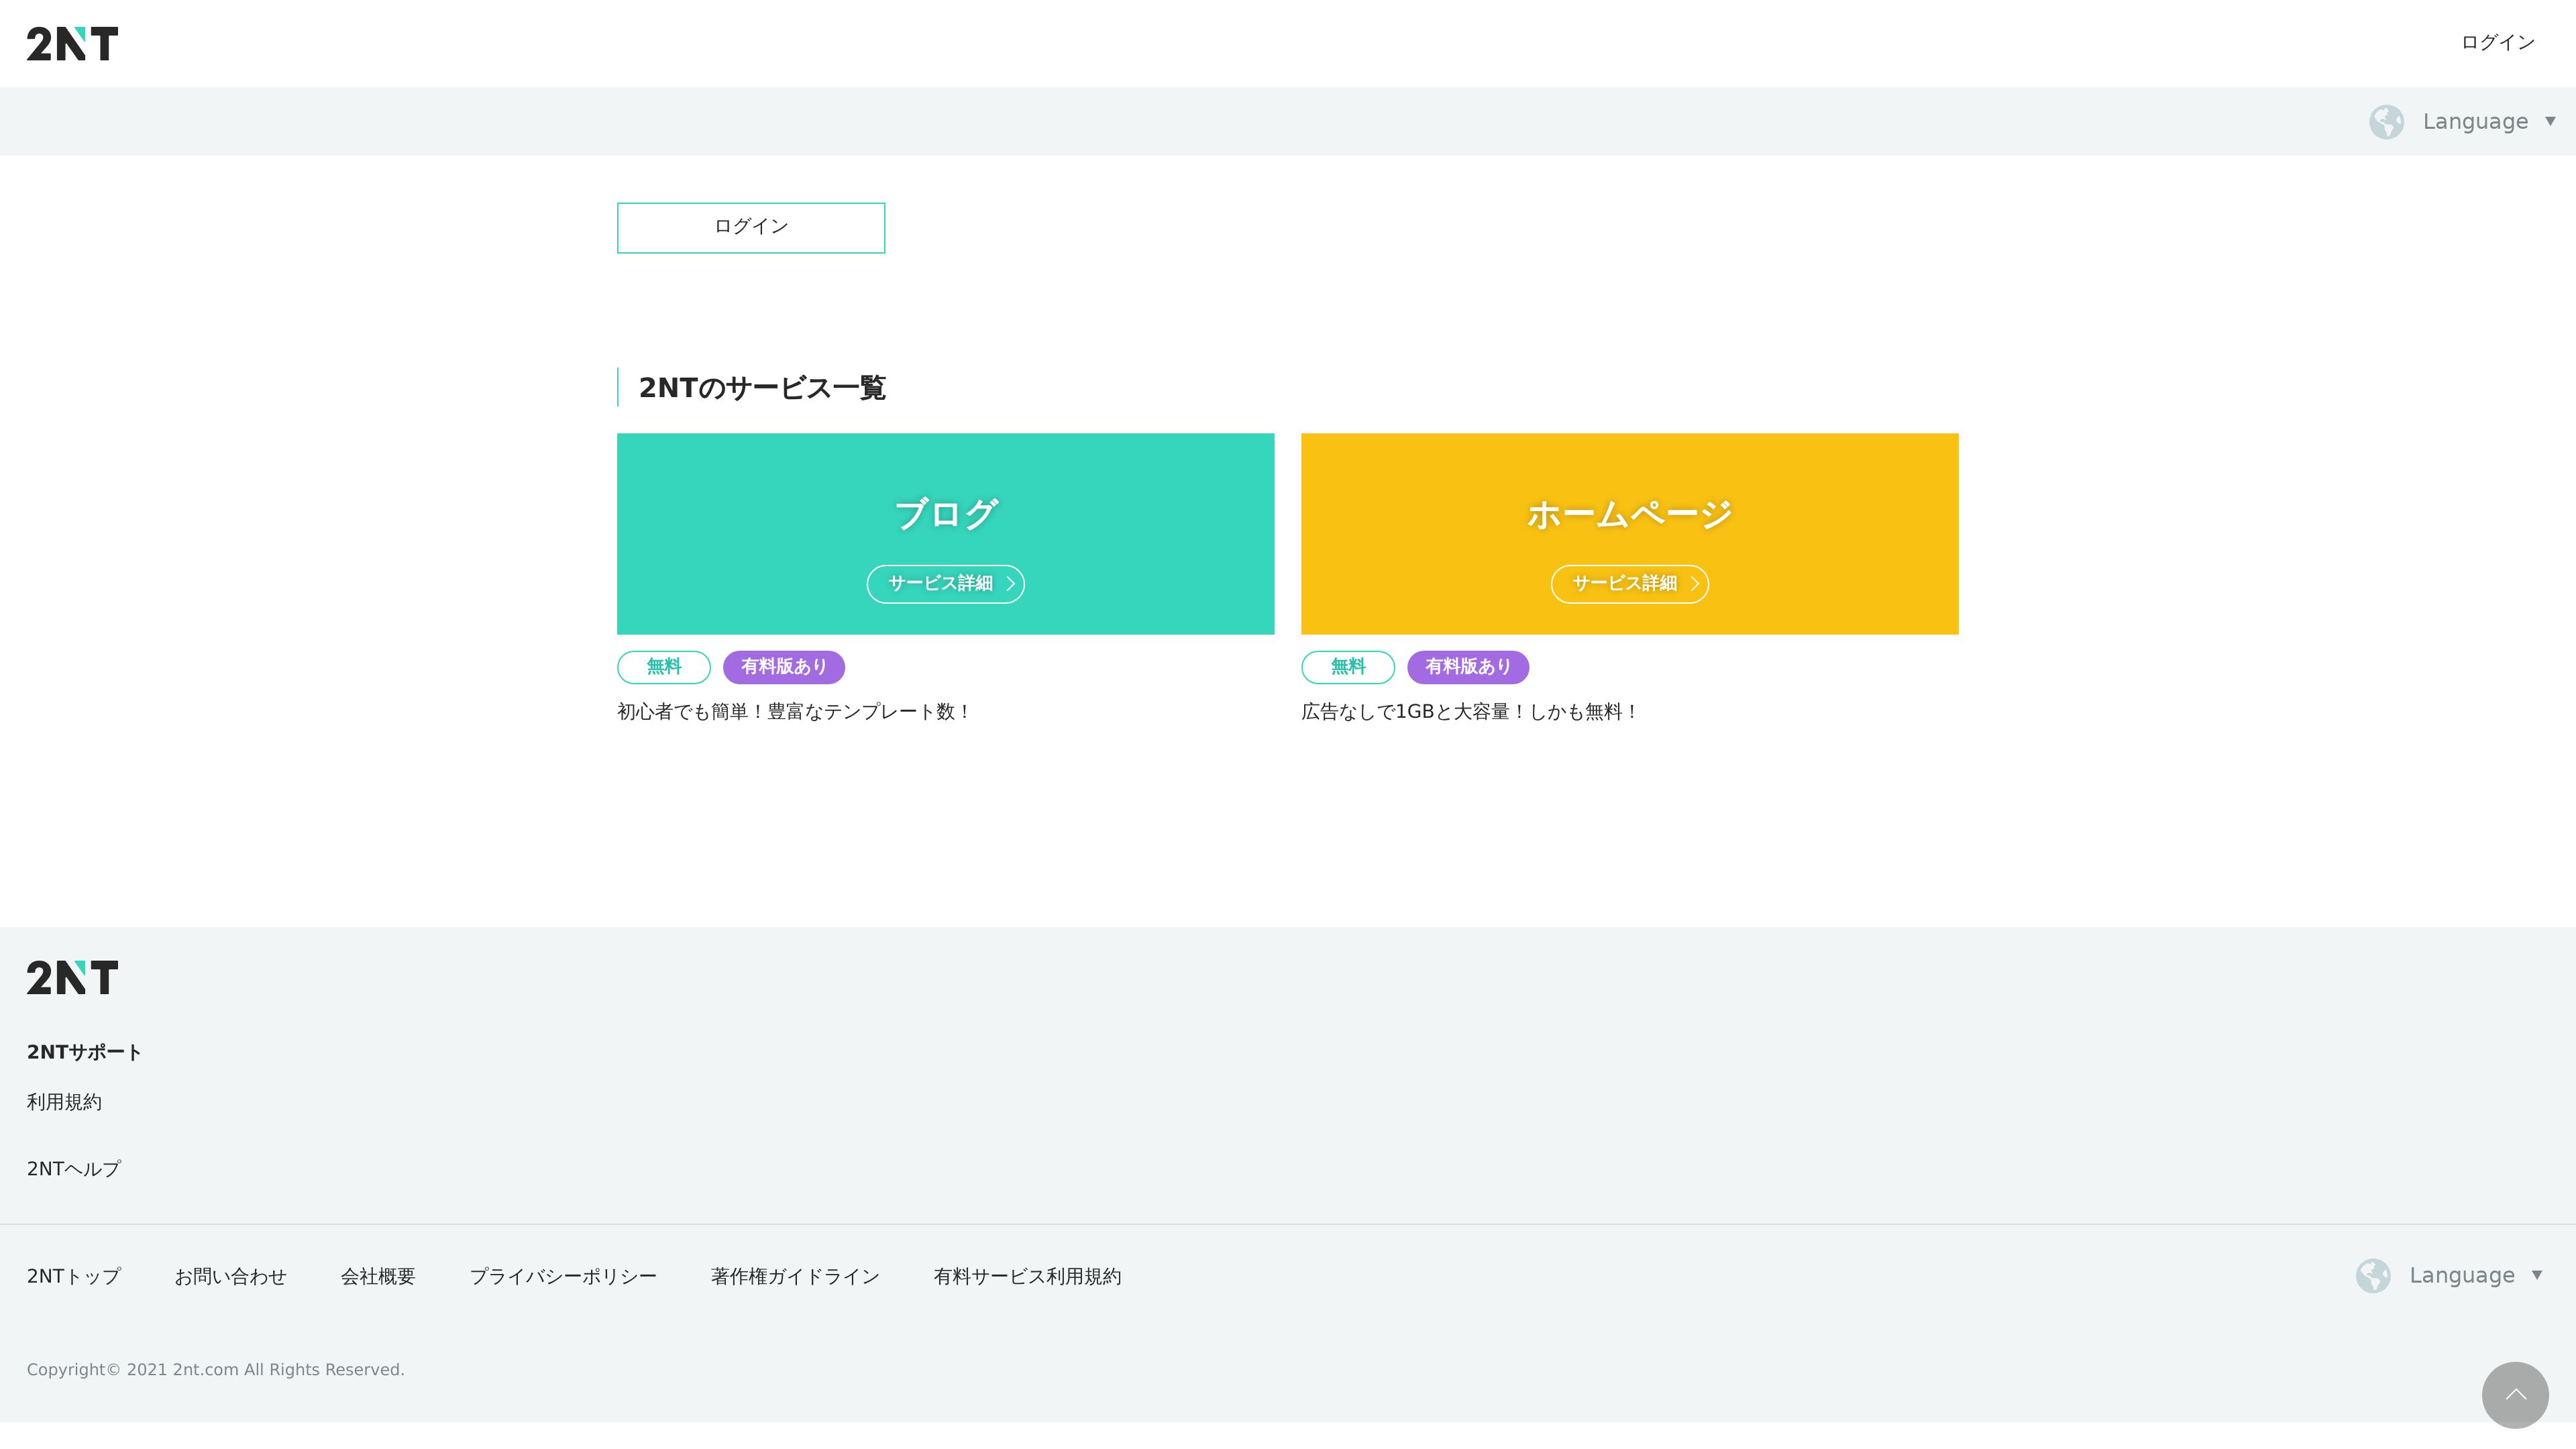 2NT
ログイン
Language ▼
ログイン
2NTのサービス一覧
ブログ
サービス詳細
無料 有料版あり
初心者でも簡単！豊富なテンプレート数！
ホームページ
サービス詳細
無料 有料版あり
広告なしで1GBと大容量！しかも無料！
2NT
2NTサポート
利用規約
2NTヘルプ
2NTトップ お問い合わせ 会社概要 プライバシーポリシー 著作権ガイドライン 有料サービス利用規約
Language ▼
Copyright© 2021 2nt.com All Rights Reserved.